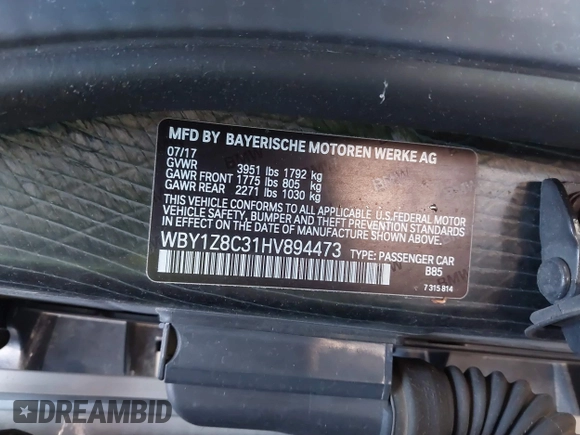 MFD BY BAYERISCHE MOTOREN WERKE AG
07/17
GVWR 3951 lbs 1792 kg
GAWR FRONT 1775 lbs 805 kg
GAWR REAR 2271 lbs 1030 kg
THIS VEHICLE CONFORMS TO ALL APPLICABLE U.S.FEDERAL MOTOR
VEHICLE SAFETY, BUMPER AND THEFT PREVENTION STANDARDS
IN EFFECT ON THE DATE OF MANUFACTURE SHOWN ABOVE.
WBY1Z8C31HV894473 TYPE: PASSENGER CAR
B85
7 315 814
DREAMBID